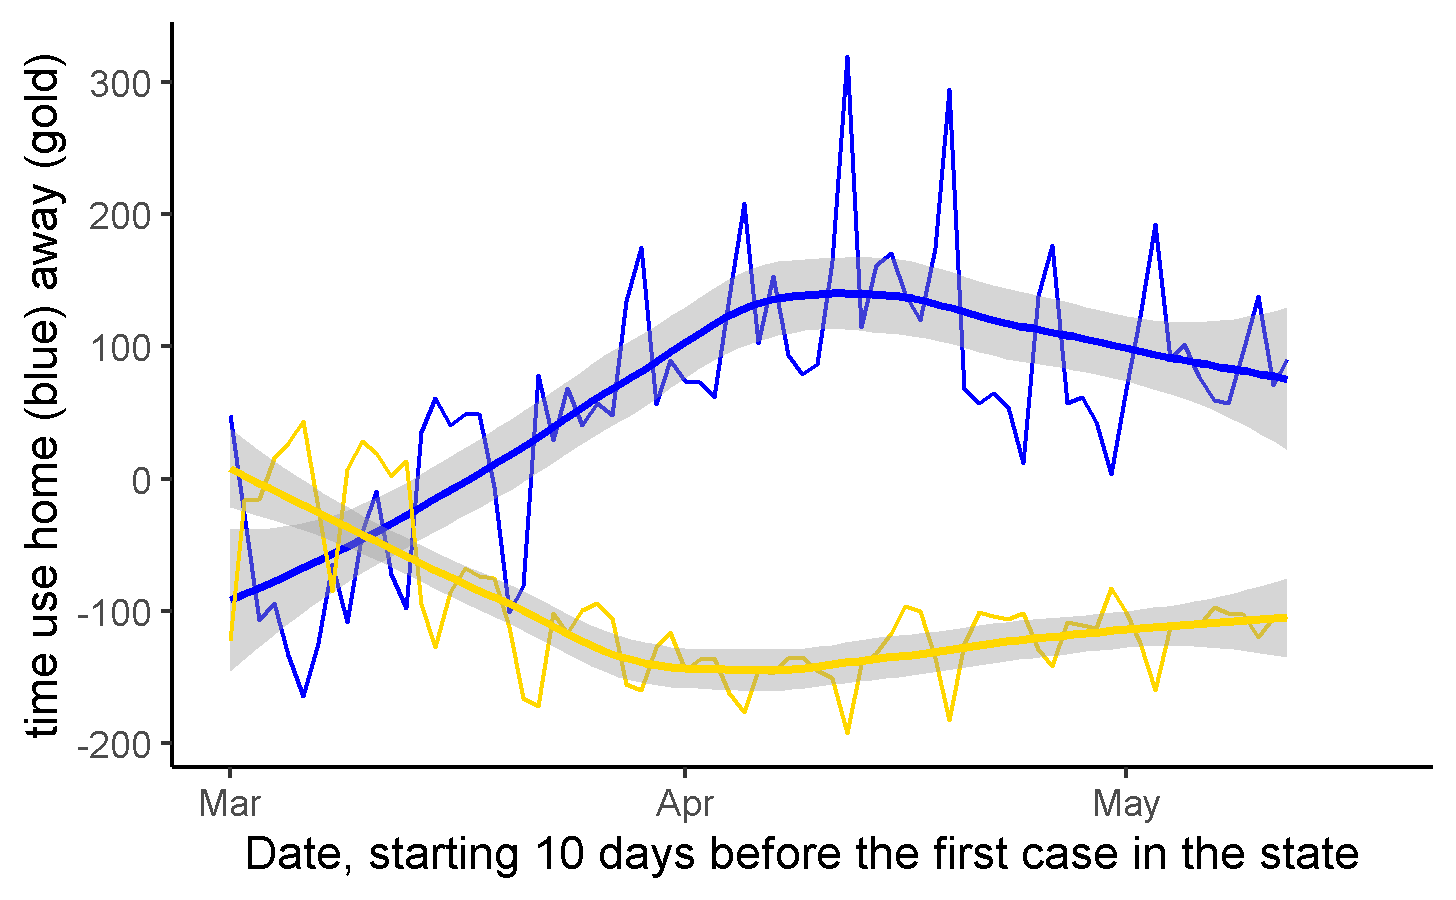 time use home (blue) away (gold)
300
200
100
0
-100
-200
Mar
Apr
May
Date, starting 10 days before the first case in the state